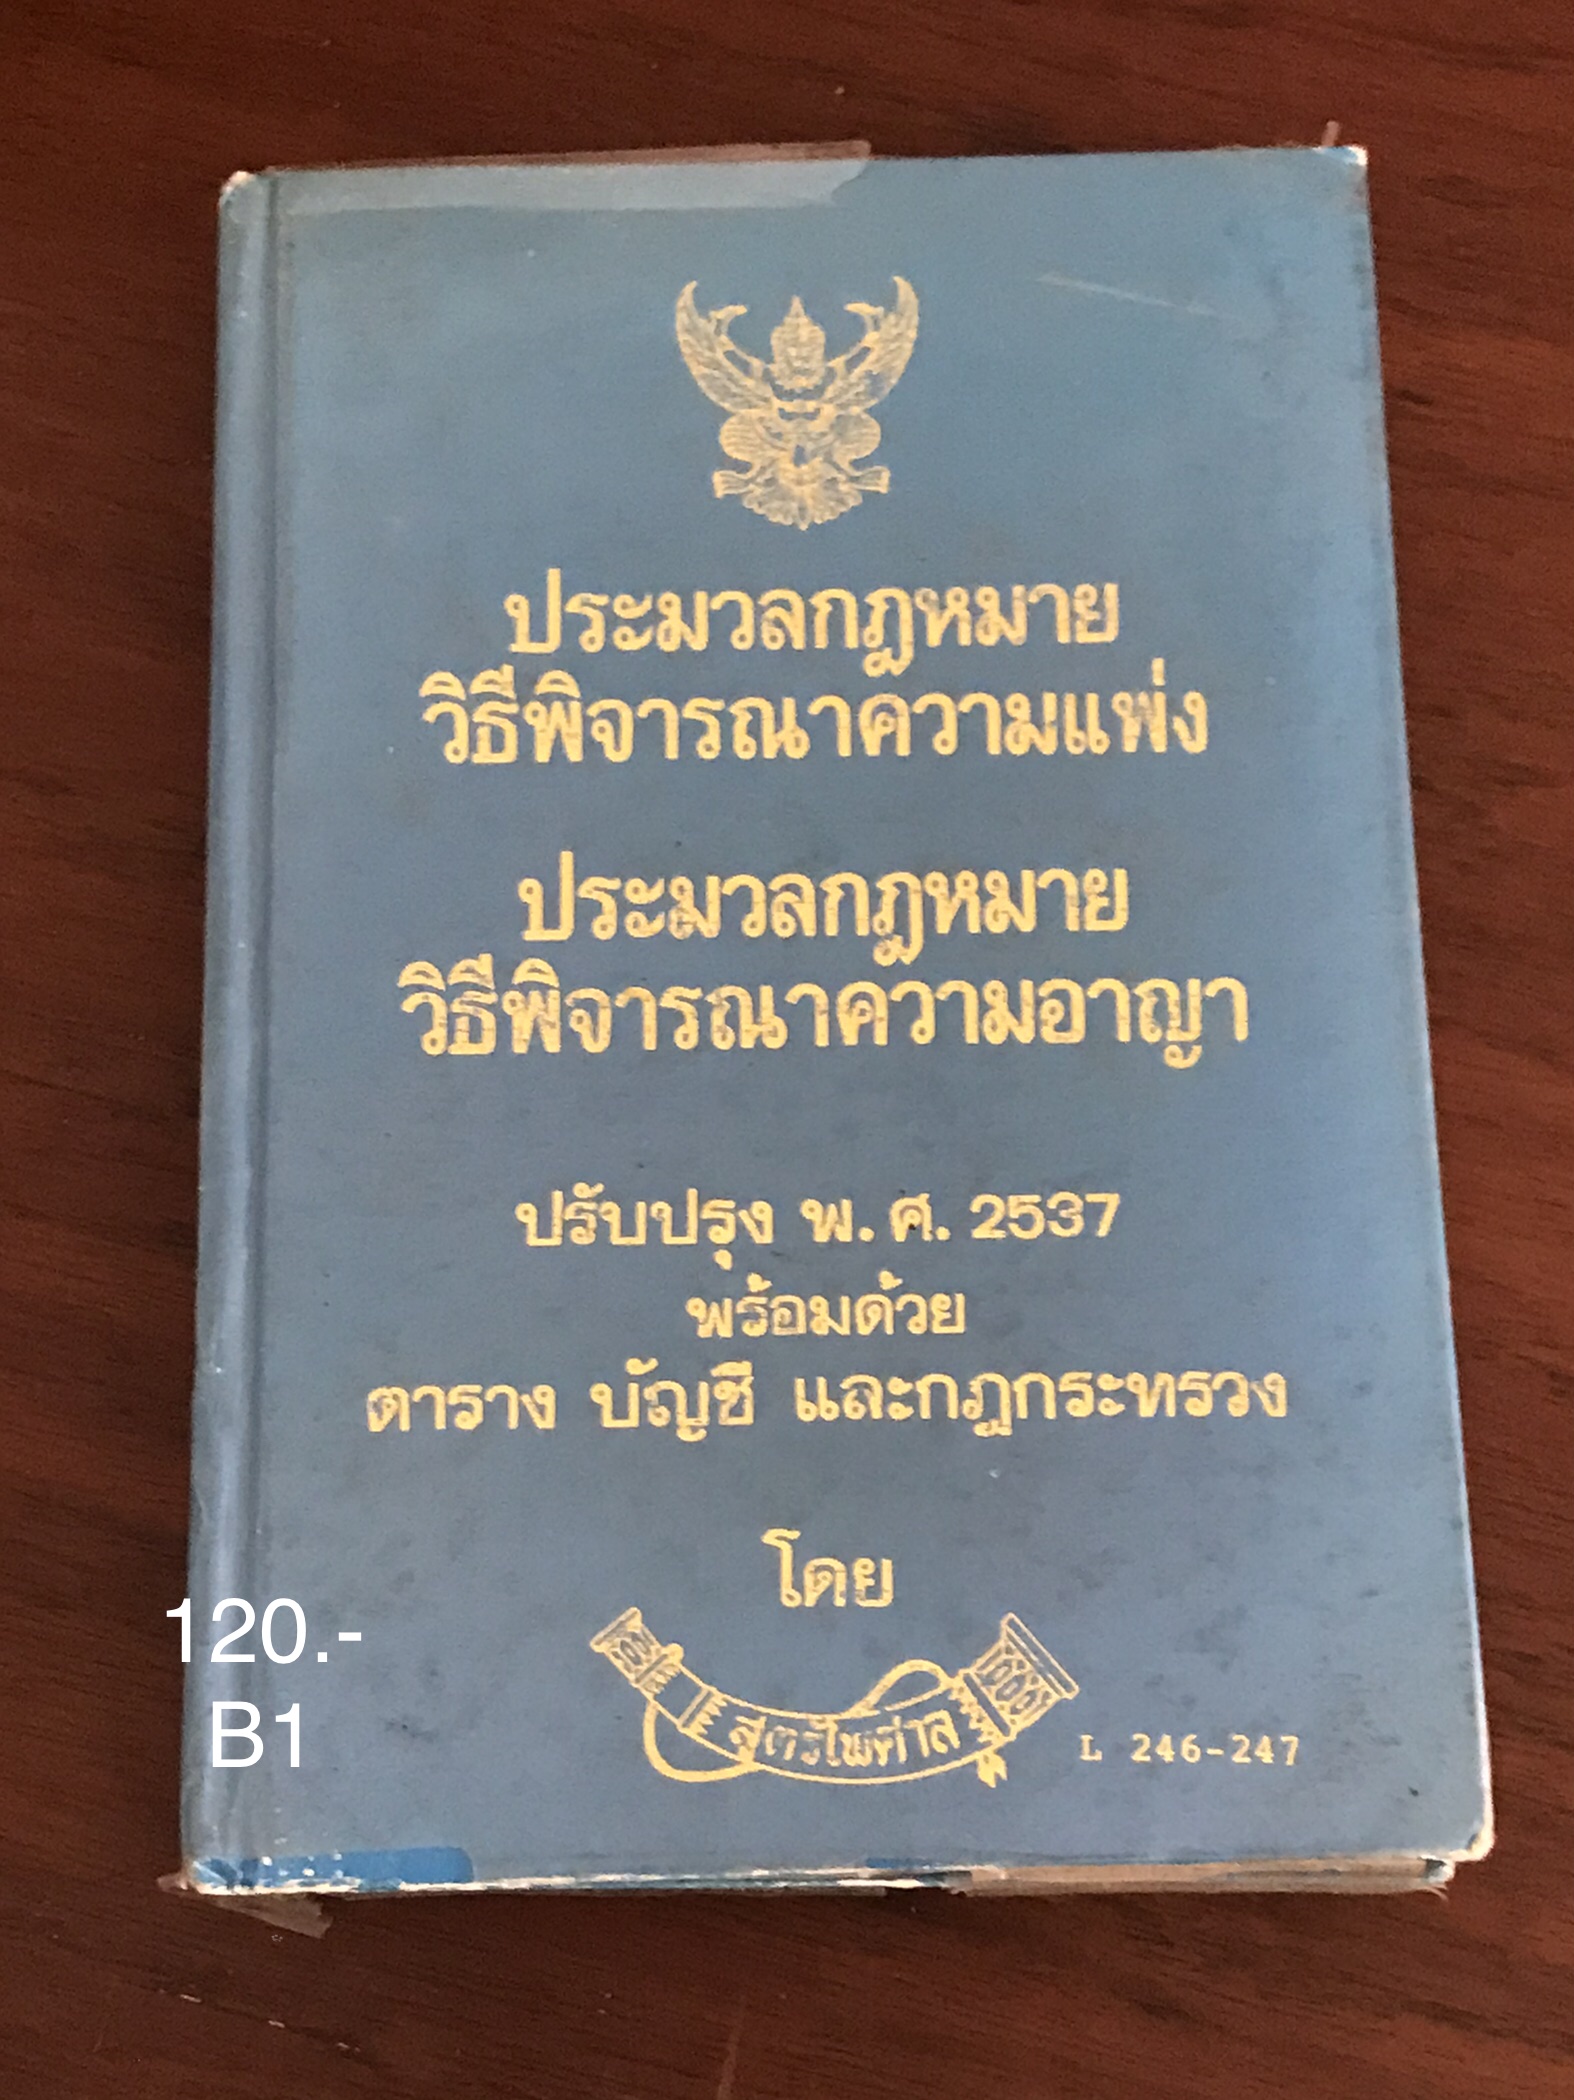 ประมวลกฎหมาย
วิธีพิจารณาความแพ่ง
ประมวลกฎหมาย
วิธีพิจารณาความอาญา
ปรับปรุง พ.ศ. 2537
พร้อมด้วย
ตาราง บัญชี และกฎกระทรวง
โดย
สูตรไพศาล
L 246-247
120.-
B1